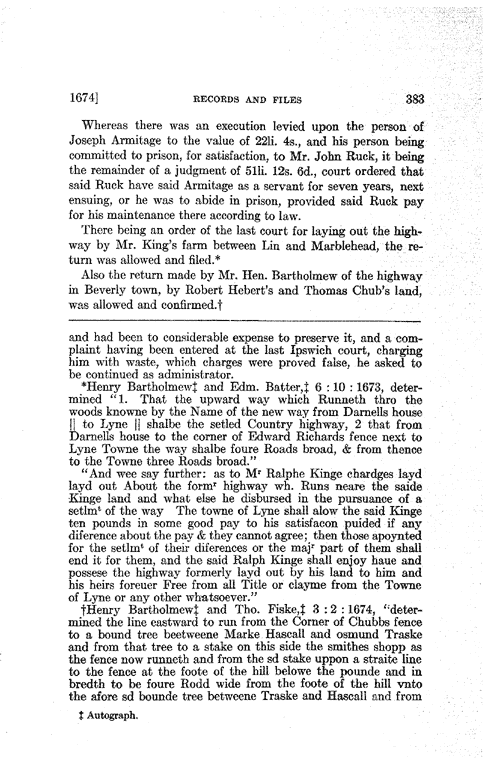 1674] RECORDS AND FILES 383
Whereas there was an execution levied upon the person of
Joseph Armitage to the value of 22li. 4s., and his person being
committed to prison, for satisfaction, to Mr. John Ruck, it being
the remainder of a judgment of 51li. 12s. 6d., court ordered that
said Ruck have said Armitage as a servant for seven years, next
ensuing, or he was to abide in prison, provided said Ruck pay
for his maintenance there according to law.
There being an order of the last court for laying out the high-
way by Mr. King's farm between Lin and Marblehead, the re-
turn was allowed and filed.*
Also the return made by Mr. Hen. Bartholmew of the highway
in Beverly town, by Robert Hebert's and Thomas Chub's land,
was allowed and confirmed.†
and had been to considerable expense to preserve it, and a com-
plaint having been entered at the last Ipswich court, charging
him with waste, which charges were proved false, he asked to
be continued as administrator.
*Henry Bartholmew‡ and Edm. Batter,‡ 6 : 10 : 1673, deter-
mined "1. That the upward way which Runneth thro the
woods knowne by the Name of the new way from Darnells house
|| to Lyne || shalbe the setled Country highway, 2 that from
Darnells house to the corner of Edward Richards fence next to
Lyne Towne the way shalbe foure Roads broad, & from thence
to the Towne three Roads broad."
"And wee say further: as to Mʳ Ralphe Kinge chardges layd
layd out About the formʳ highway wh. Runs neare the saide
Kinge land and what else he disbursed in the pursuance of a
setlmᵗ of the way The towne of Lyne shall alow the said Kinge
ten pounds in some good pay to his satisfacon puided if any
diference about the pay & they cannot agree; then those apoynted
for the setlmᵗ of their diferences or the majʳ part of them shall
end it for them, and the said Ralph Kinge shall enjoy haue and
possese the highway formerly layd out by his land to him and
his heirs foreuer Free from all Title or clayme from the Towne
of Lyne or any other whatsoever."
†Henry Bartholmew‡ and Tho. Fiske,‡ 3 : 2 : 1674, "deter-
mined the line eastward to run from the Corner of Chubbs fence
to a bound tree beetweene Marke Hascall and osmund Traske
and from that tree to a stake on this side the smithes shopp as
the fence now runneth and from the sd stake uppon a straite line
to the fence at the foote of the hill belowe the pounde and in
bredth to be foure Rodd wide from the foote of the hill vnto
the afore sd bounde tree betweene Traske and Hascall and from
‡ Autograph.